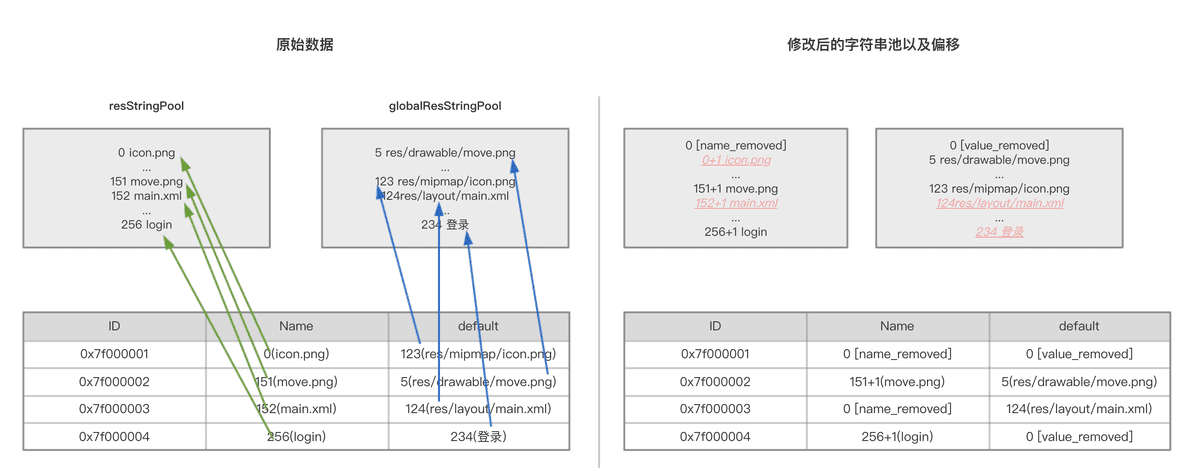 原始数据
resStringPool
globalResStringPool
0 icon.png
...
151 move.png
152 main.xml
...
256 login
5 res/drawable/move.png
...
123 res/mipmap/icon.png
124res/layout/main.xml
...
234 登录
ID Name default
0x7f000001 0(icon.png) 123(res/mipmap/icon.png)
0x7f000002 151(move.png) 5(res/drawable/move.png)
0x7f000003 152(main.xml) 124(res/layout/main.xml)
0x7f000004 256(login) 234(登录)
修改后的字符串池以及偏移
0 [name_removed]
0+1 icon.png
...
151+1 move.png
152+1 main.xml
...
256+1 login
0 [value_removed]
5 res/drawable/move.png
...
123 res/mipmap/icon.png
124res/layout/main.xml
...
234 登录
ID Name default
0x7f000001 0 [name_removed] 0 [value_removed]
0x7f000002 151+1(move.png) 5(res/drawable/move.png)
0x7f000003 0 [name_removed] 124(res/layout/main.xml)
0x7f000004 256+1(login) 0 [value_removed]